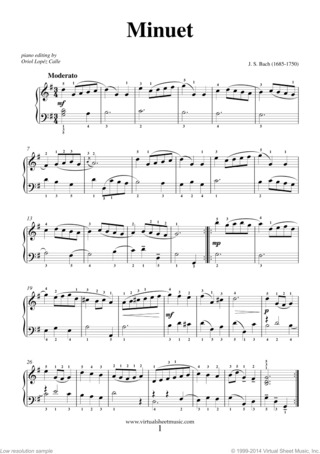 Minuet
piano editing by
Oriol López Calle
J. S. Bach (1685-1750)
Moderato
mf
7
13
mp
19
mf
p
26
www.virtualsheetmusic.com
1
Low resolution sample
© 1999-2014 Virtual Sheet Music, Inc.